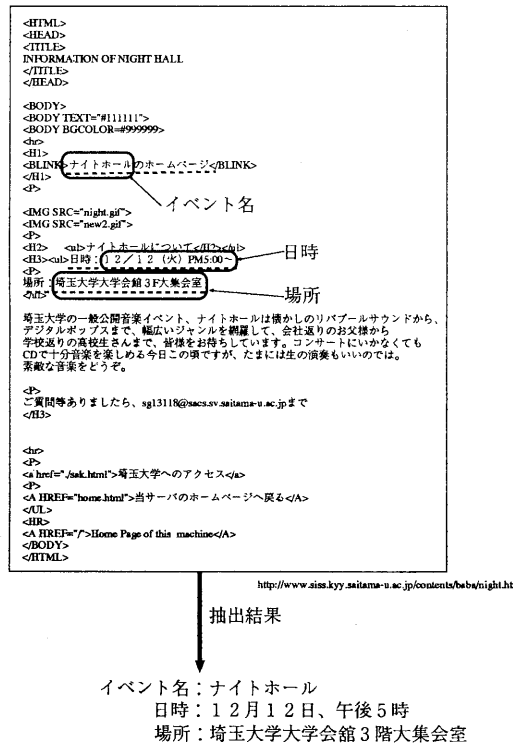 <HTML>
<HEAD>
<TITLE>
INFORMATION OF NIGHT HALL
</TITLE>
</HEAD>
<BODY>
<BODY TEXT="#111111">
<BODY BGCOLOR=#999999>
<hr>
<H1>
<BLINK>ナイトホールのホームページ</BLINK>
</H1>
<P>
イベント名
<IMG SRC="night.gif">
<IMG SRC="new2.gif">
<P>
<H2> <ul>ナイトホールについて</H2></ul>
<H3><ul>日時：１２／１２（火）PM5:00~
日時
<P>
場所：埼玉大学大学会館３F大集会室
</ul>
場所
埼玉大学の一般公開音楽イベント、ナイトホールは懐かしのリバプールサウンドから、
デジタルポップスまで、幅広いジャンルを網羅して、会社返りのお父様から
学校返りの高校生さんまで、皆様をお待ちしています。コンサートにいかなくても
CDで十分音楽を楽しめる今日この頃ですが、たまには生の演奏もいいのでは。
素敵な音楽をどうぞ。
<P>
ご質問等ありましたら、sg13118@sacs.sv.saitama-u.ac.jpまで
</H3>
<hr>
<P>
<a href="./sak.html">埼玉大学へのアクセス</a>
<P>
<A HREF="home.html">当サーバのホームページへ戻る</A>
</UL>
<HR>
<A HREF="/">Home Page of this machine</A>
</BODY>
</HTML>
http://www.siss.kyy.saitama-u.ac.jp/contents/baba/night.ht
抽出結果
イベント名：ナイトホール
日時：１２月１２日、午後５時
場所：埼玉大学大学会館３階大集会室